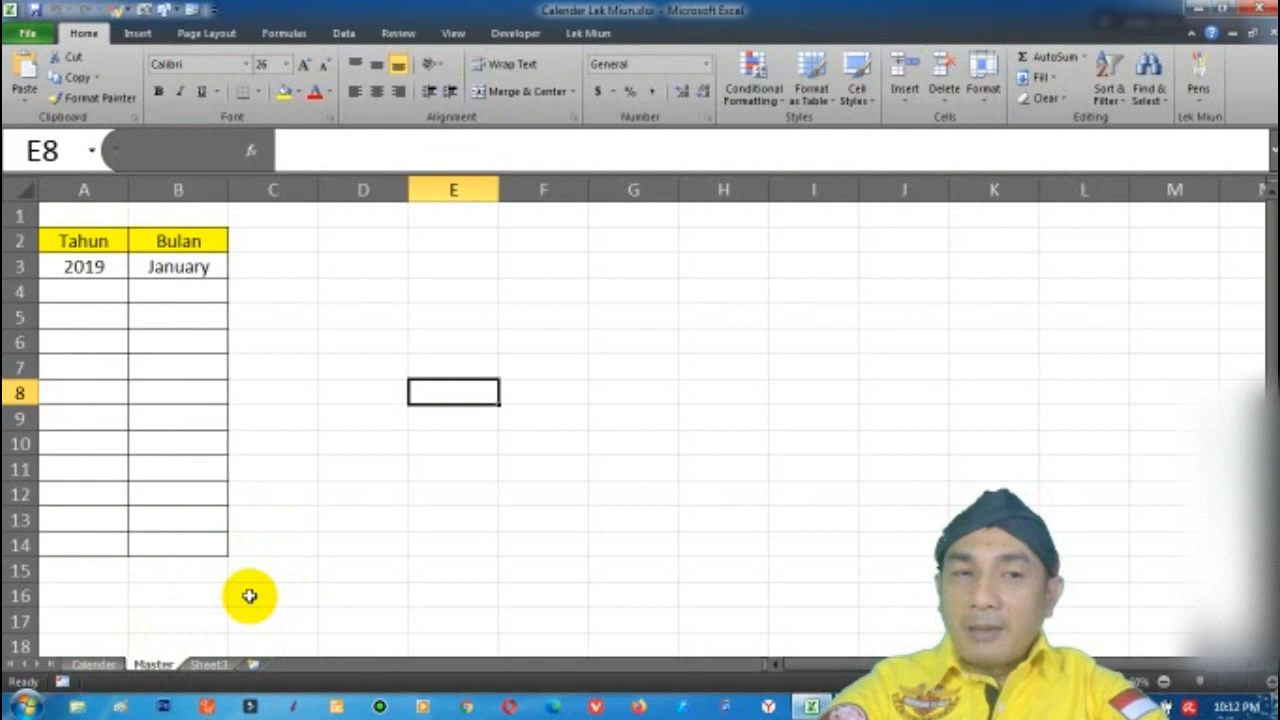 Calender Lek Miun.xlsx - Microsoft Excel
File Home Insert Page Layout Formulas Data Review View Developer Lek Miun
Paste Cut Copy Format Painter
Calibri 26
B I U
Wrap Text
Merge & Center
General
$ % ,
Conditional Formatting
Format as Table
Cell Styles
Insert Delete Format
Σ AutoSum
Fill
Clear
Sort & Filter
Find & Select
Pens
Clipboard Font Alignment Number Styles Cells Editing Lek Miun
E8 fx
A B C D E F G H I J K L M
1
2 Tahun Bulan
3 2019 January
4
5
6
7
8
9
10
11
12
13
14
15
16
17
18
Calender Master Sheet3
Ready
10:12 PM